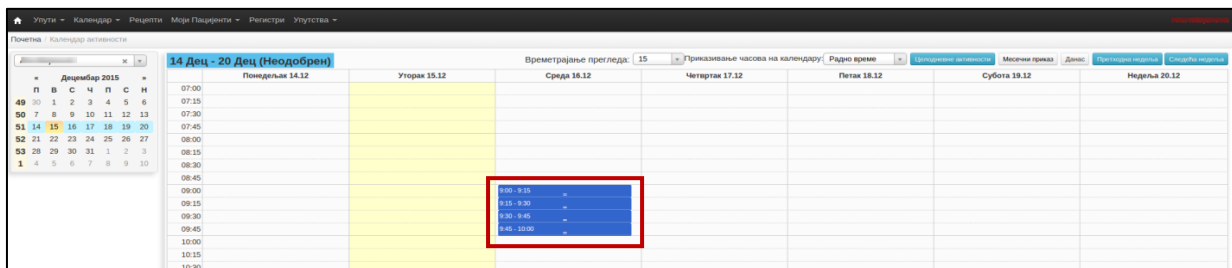 Упути Календар Рецепти Моји Пацијенти Регистри Упутства
Почетна / Календар активности
14 Дец - 20 Дец (Неодобрен) Времетрајање прегледа: 15 Приказивање часова на календару: Радно време Целодневне активности Месечни приказ Данас Претходна недеља Следећа недеља
« Децембар 2015 »
П В С Ч П С Н
49 30 1 2 3 4 5 6
50 7 8 9 10 11 12 13
51 14 15 16 17 18 19 20
52 21 22 23 24 25 26 27
53 28 29 30 31 1 2 3
1 4 5 6 7 8 9 10
Понедељак 14.12 Уторак 15.12 Среда 16.12 Четвртак 17.12 Петак 18.12 Субота 19.12 Недеља 20.12
07:00
07:15
07:30
07:45
08:00
08:15
08:30
08:45
09:00 9:00 - 9:15
09:15 9:15 - 9:30
09:30 9:30 - 9:45
09:45 9:45 - 10:00
10:00
10:15
10:30